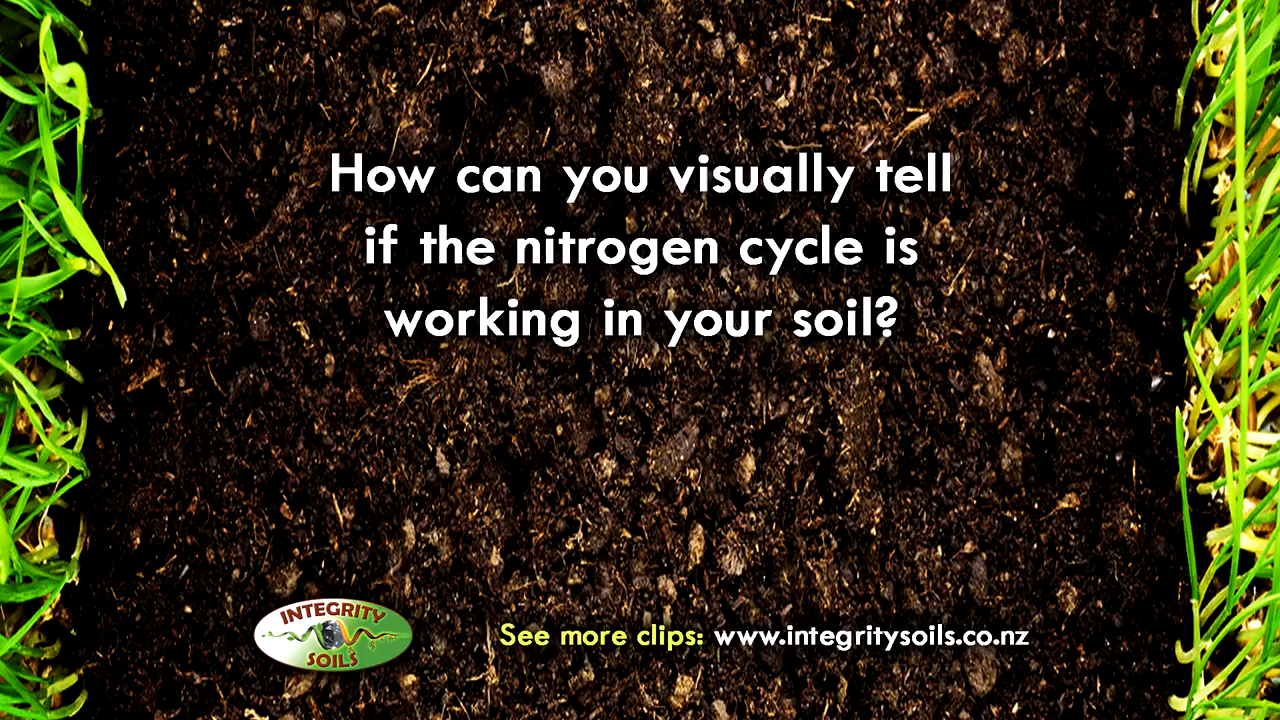 How can you visually tell
if the nitrogen cycle is
working in your soil?
INTEGRITY
SOILS
See more clips: www.integritysoils.co.nz